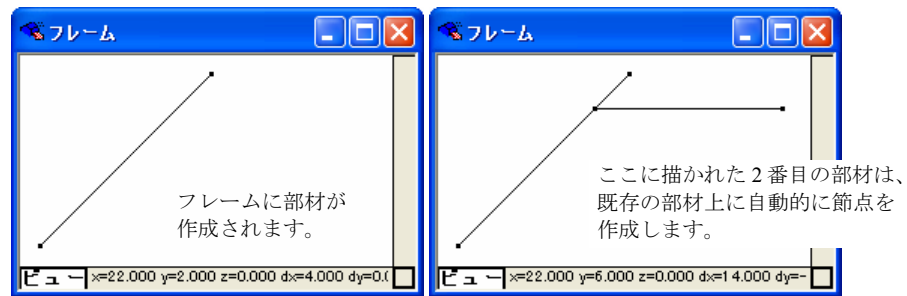 フレーム
フレームに部材が
作成されます。
ビュー x=22.000 y=2.000 z=0.000 dx=4.000 dy=0.(
フレーム
ここに描かれた 2 番目の部材は、
既存の部材上に自動的に節点を
作成します。
ビュー x=22.000 y=6.000 z=0.000 dx=14.000 dy=-